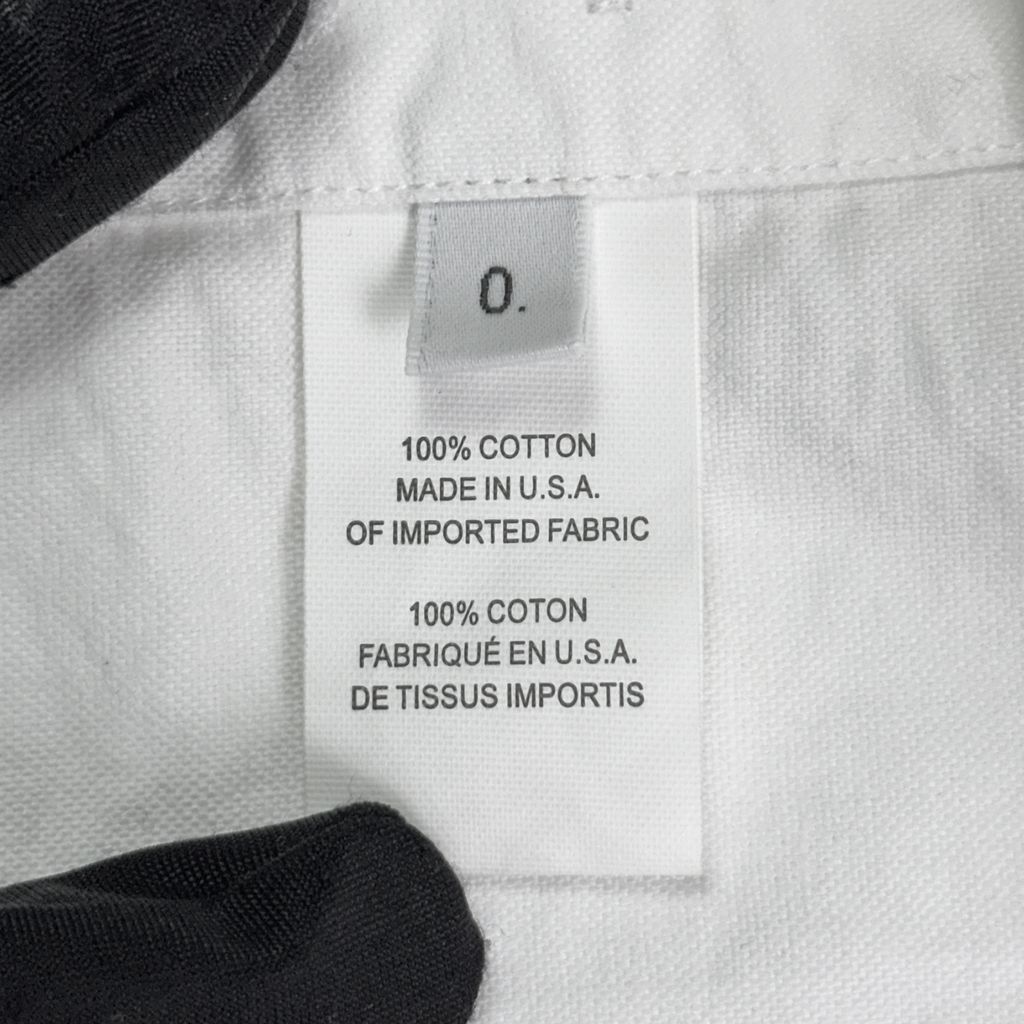 0.
100% COTTON
MADE IN U.S.A.
OF IMPORTED FABRIC
100% COTON
FABRIQUÉ EN U.S.A.
DE TISSUS IMPORTIS